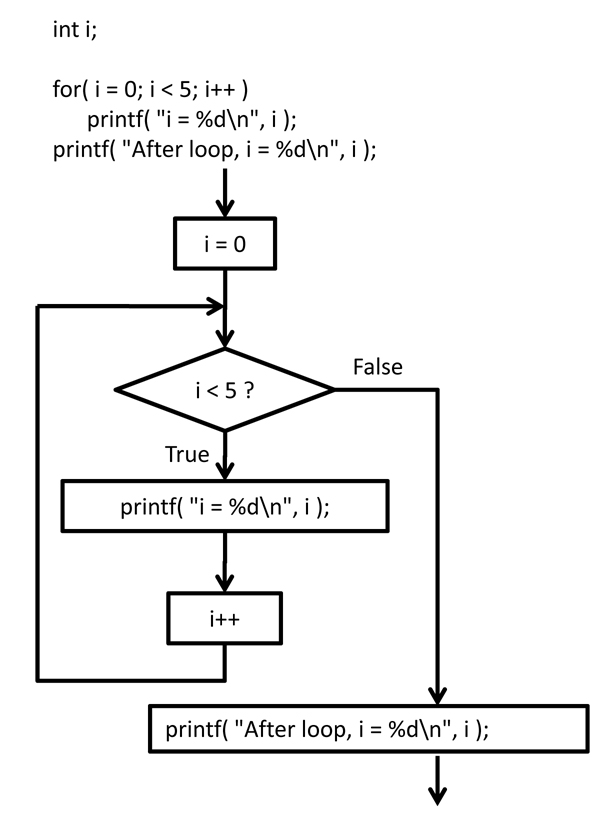 int i;
for( i = 0; i < 5; i++ )
printf( "i = %d\n", i );
printf( "After loop, i = %d\n", i );
i = 0
i < 5 ?
False
True
printf( "i = %d\n", i );
i++
printf( "After loop, i = %d\n", i );